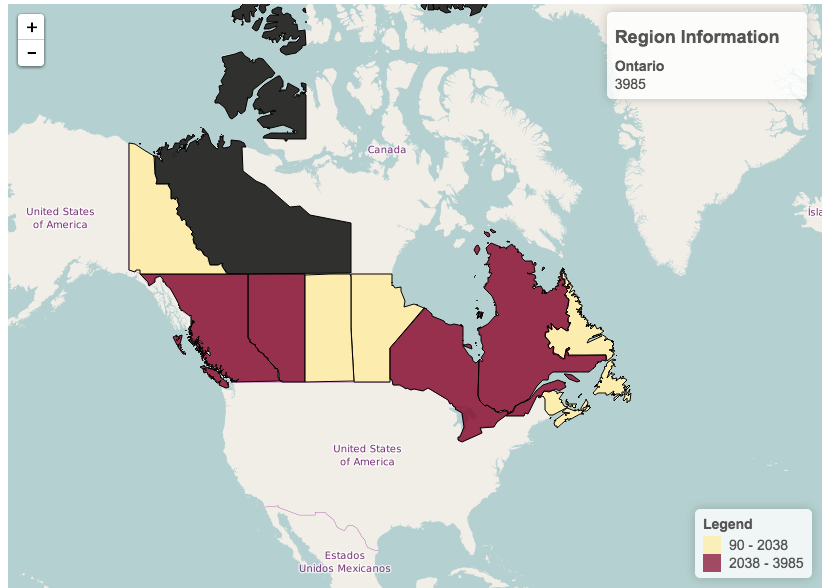 +
-
Region Information
Ontario
3985
Canada
United States
of America
United States
of America
Estados
Unidos Mexicanos
Legend
90 - 2038
2038 - 3985